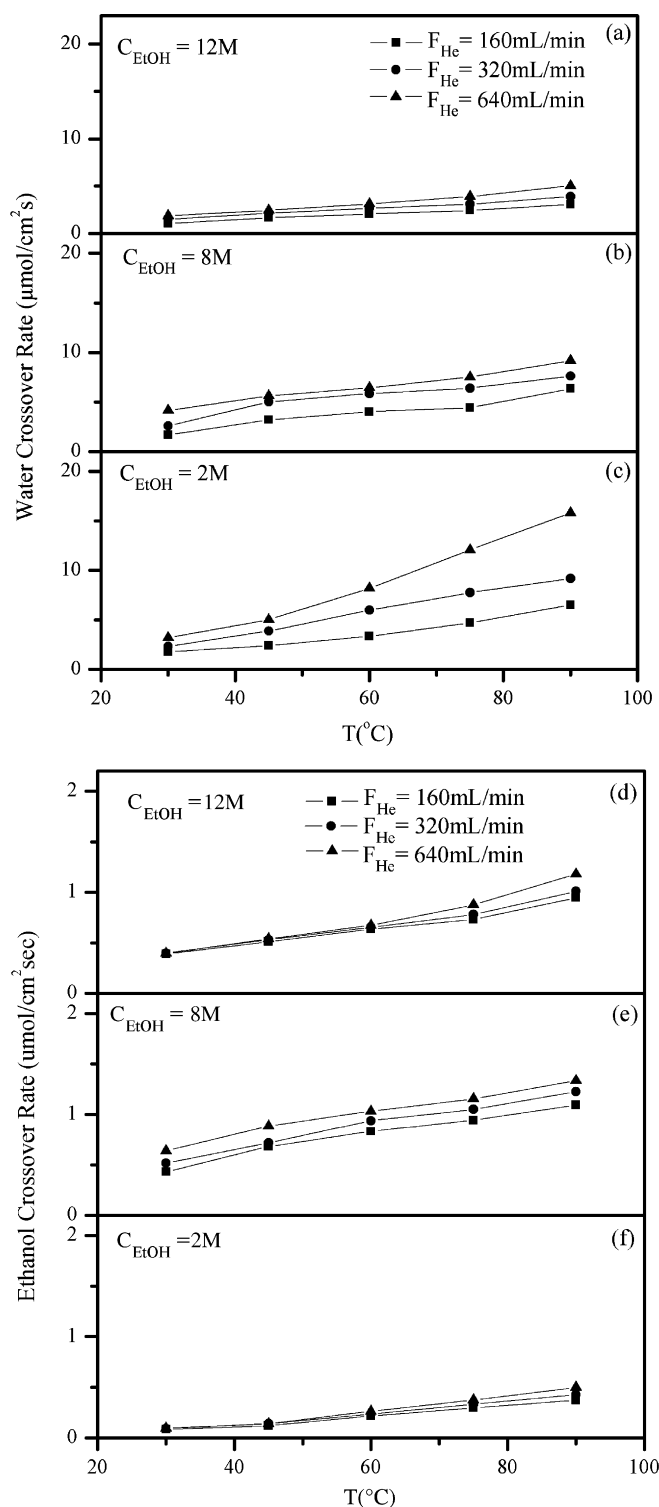 C_EtOH = 12M
(a)
F_He = 160mL/min
F_He = 320mL/min
F_He = 640mL/min
20
10
0
C_EtOH = 8M
(b)
20
10
0
C_EtOH = 2M
(c)
20
10
0
20 40 60 80 100
T(°C)
Water Crossover Rate (μmol/cm²s)
C_EtOH = 12M
(d)
F_He = 160mL/min
F_He = 320mL/min
F_He = 640mL/min
2
1
0
C_EtOH = 8M
(e)
2
1
0
C_EtOH =2M
(f)
2
1
0
20 40 60 80 100
T(°C)
Ethanol Crossover Rate (umol/cm²sec)